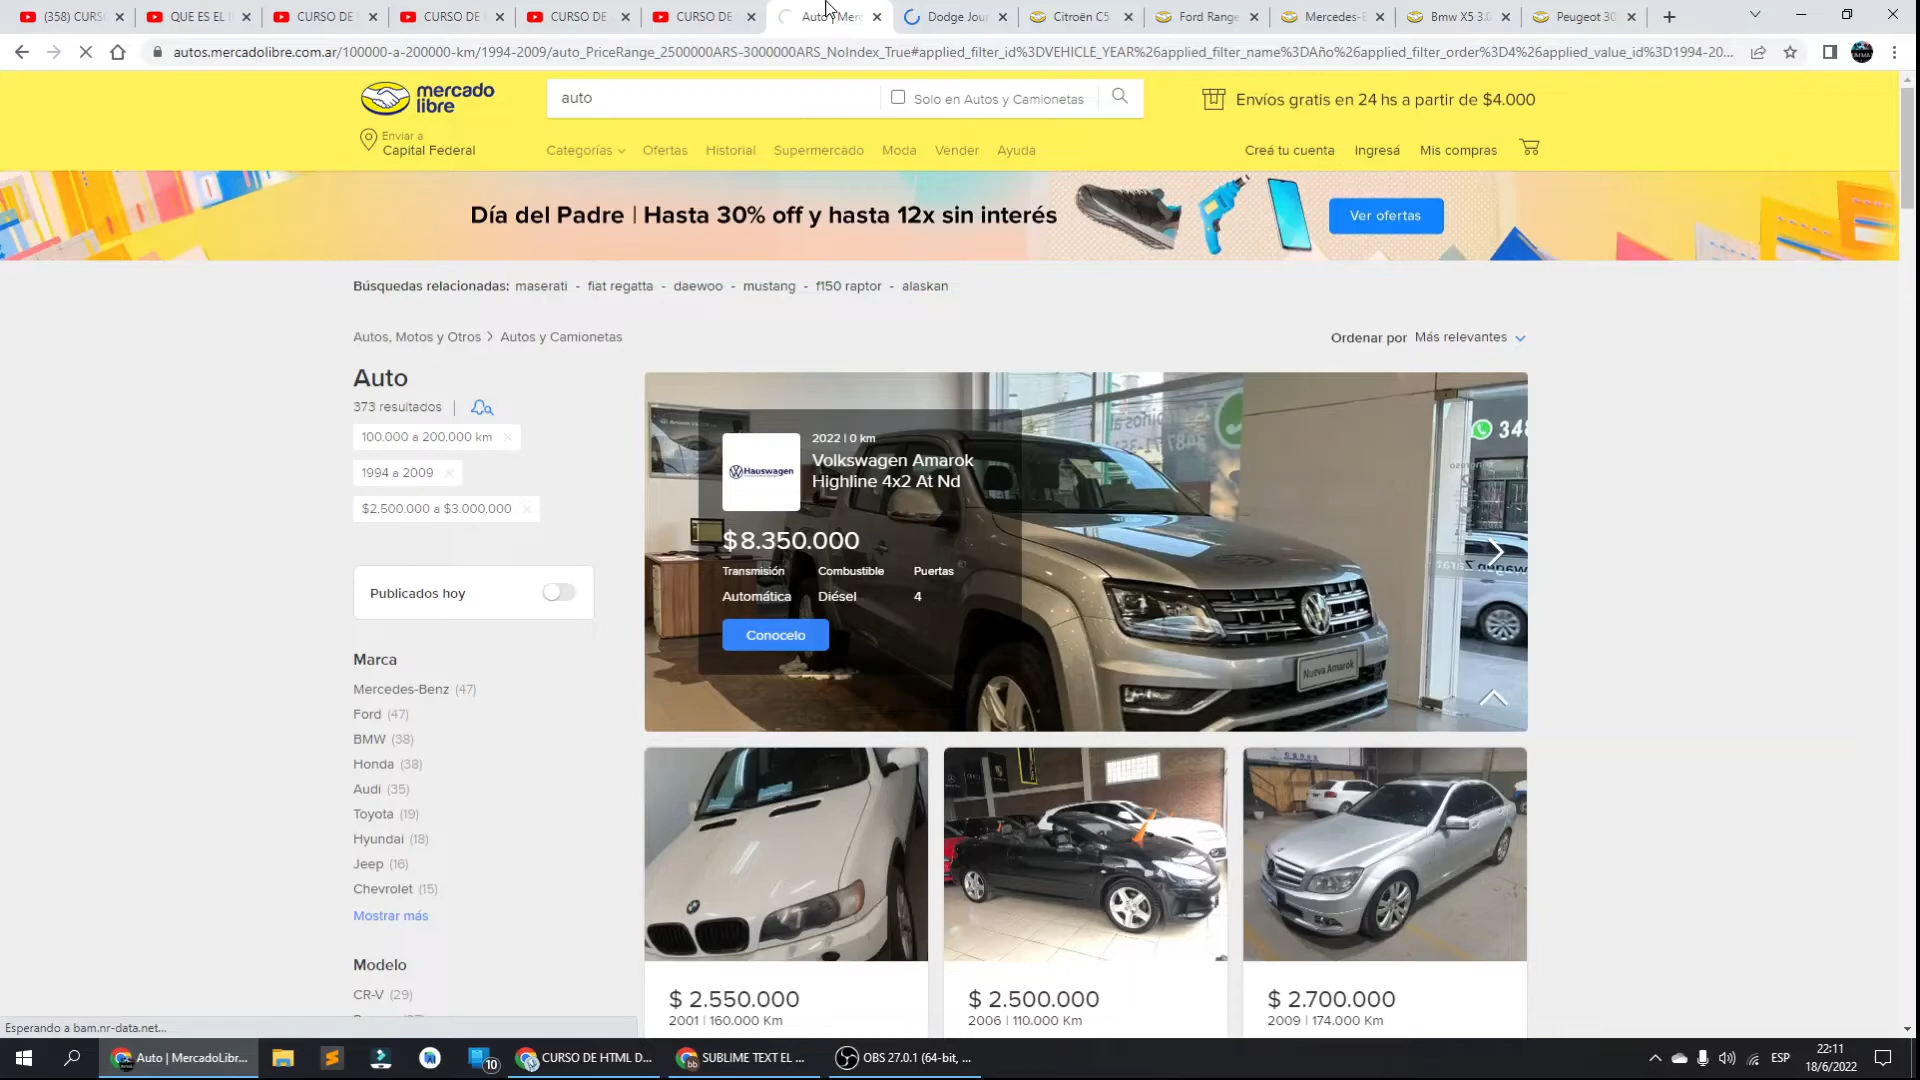 (358) CURSO
QUE ES EL
CURSO DE
CURSO DE
CURSO DE
CURSO DE
Auto | Merc
Dodge Jour
Citroën C5
Ford Range
Mercedes-B
Bmw X5 3.0
Peugeot 30
autos.mercadolibre.com.ar/100000-a-200000-km/1994-2009/auto_PriceRange_2500000ARS-3000000ARS_NoIndex_True#applied_filter_id%3DVEHICLE_YEAR%26applied_filter_name%3DAño%26applied_filter_order%3D4%26applied_value_id%3D1994-20...
mercado
libre
auto
Solo en Autos y Camionetas
Envíos gratis en 24 hs a partir de $4.000
Enviar a
Capital Federal
Categorías
Ofertas
Historial
Supermercado
Moda
Vender
Ayuda
Creá tu cuenta
Ingresá
Mis compras
Día del Padre | Hasta 30% off y hasta 12x sin interés
Ver ofertas
Búsquedas relacionadas: maserati - fiat regatta - daewoo - mustang - f150 raptor - alaskan
Autos, Motos y Otros > Autos y Camionetas
Ordenar por Más relevantes
Auto
373 resultados
100.000 a 200.000 km
1994 a 2009
$2.500.000 a $3.000.000
Publicados hoy
Marca
Mercedes-Benz (47)
Ford (47)
BMW (38)
Honda (38)
Audi (35)
Toyota (19)
Hyundai (18)
Jeep (16)
Chevrolet (15)
Mostrar más
Modelo
CR-V (29)
Hauswagen
2022 | 0 km
Volkswagen Amarok
Highline 4x2 At Nd
$8.350.000
Transmisión Combustible Puertas
Automática Diésel 4
Conocelo
348
Nueva Amarok
$ 2.550.000
2001 | 160.000 Km
$ 2.500.000
2006 | 110.000 Km
$ 2.700.000
2009 | 174.000 Km
Esperando a bam.nr-data.net...
Auto | MercadoLibr...
10
CURSO DE HTML D...
SUBLIME TEXT EL ...
OBS 27.0.1 (64-bit, ...
ESP
22:11
18/6/2022